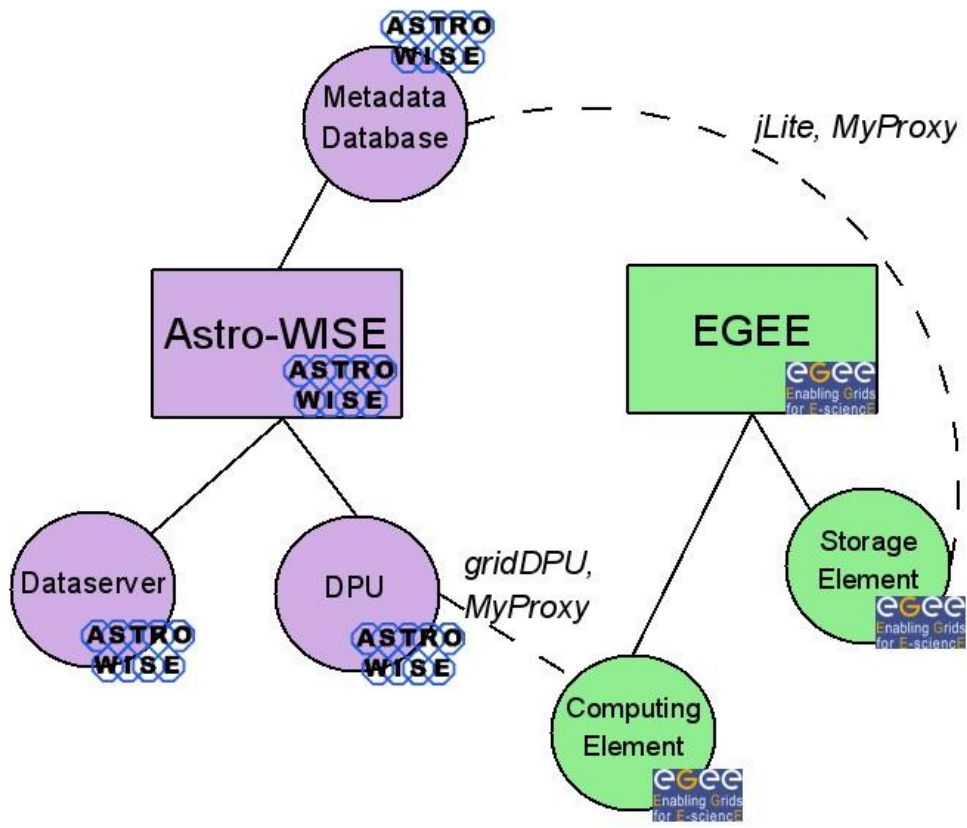 ASTRO
WISE
Metadata
Database
jLite, MyProxy
Astro-WISE
ASTRO
WISE
EGEE
eGee
Enabling Grids
for E-sciencE
Dataserver
ASTRO
WISE
DPU
ASTRO
WISE
gridDPU,
MyProxy
Storage
Element
eGee
Enabling Grids
for E-sciencE
Computing
Element
eGee
Enabling Grids
for E-sciencE